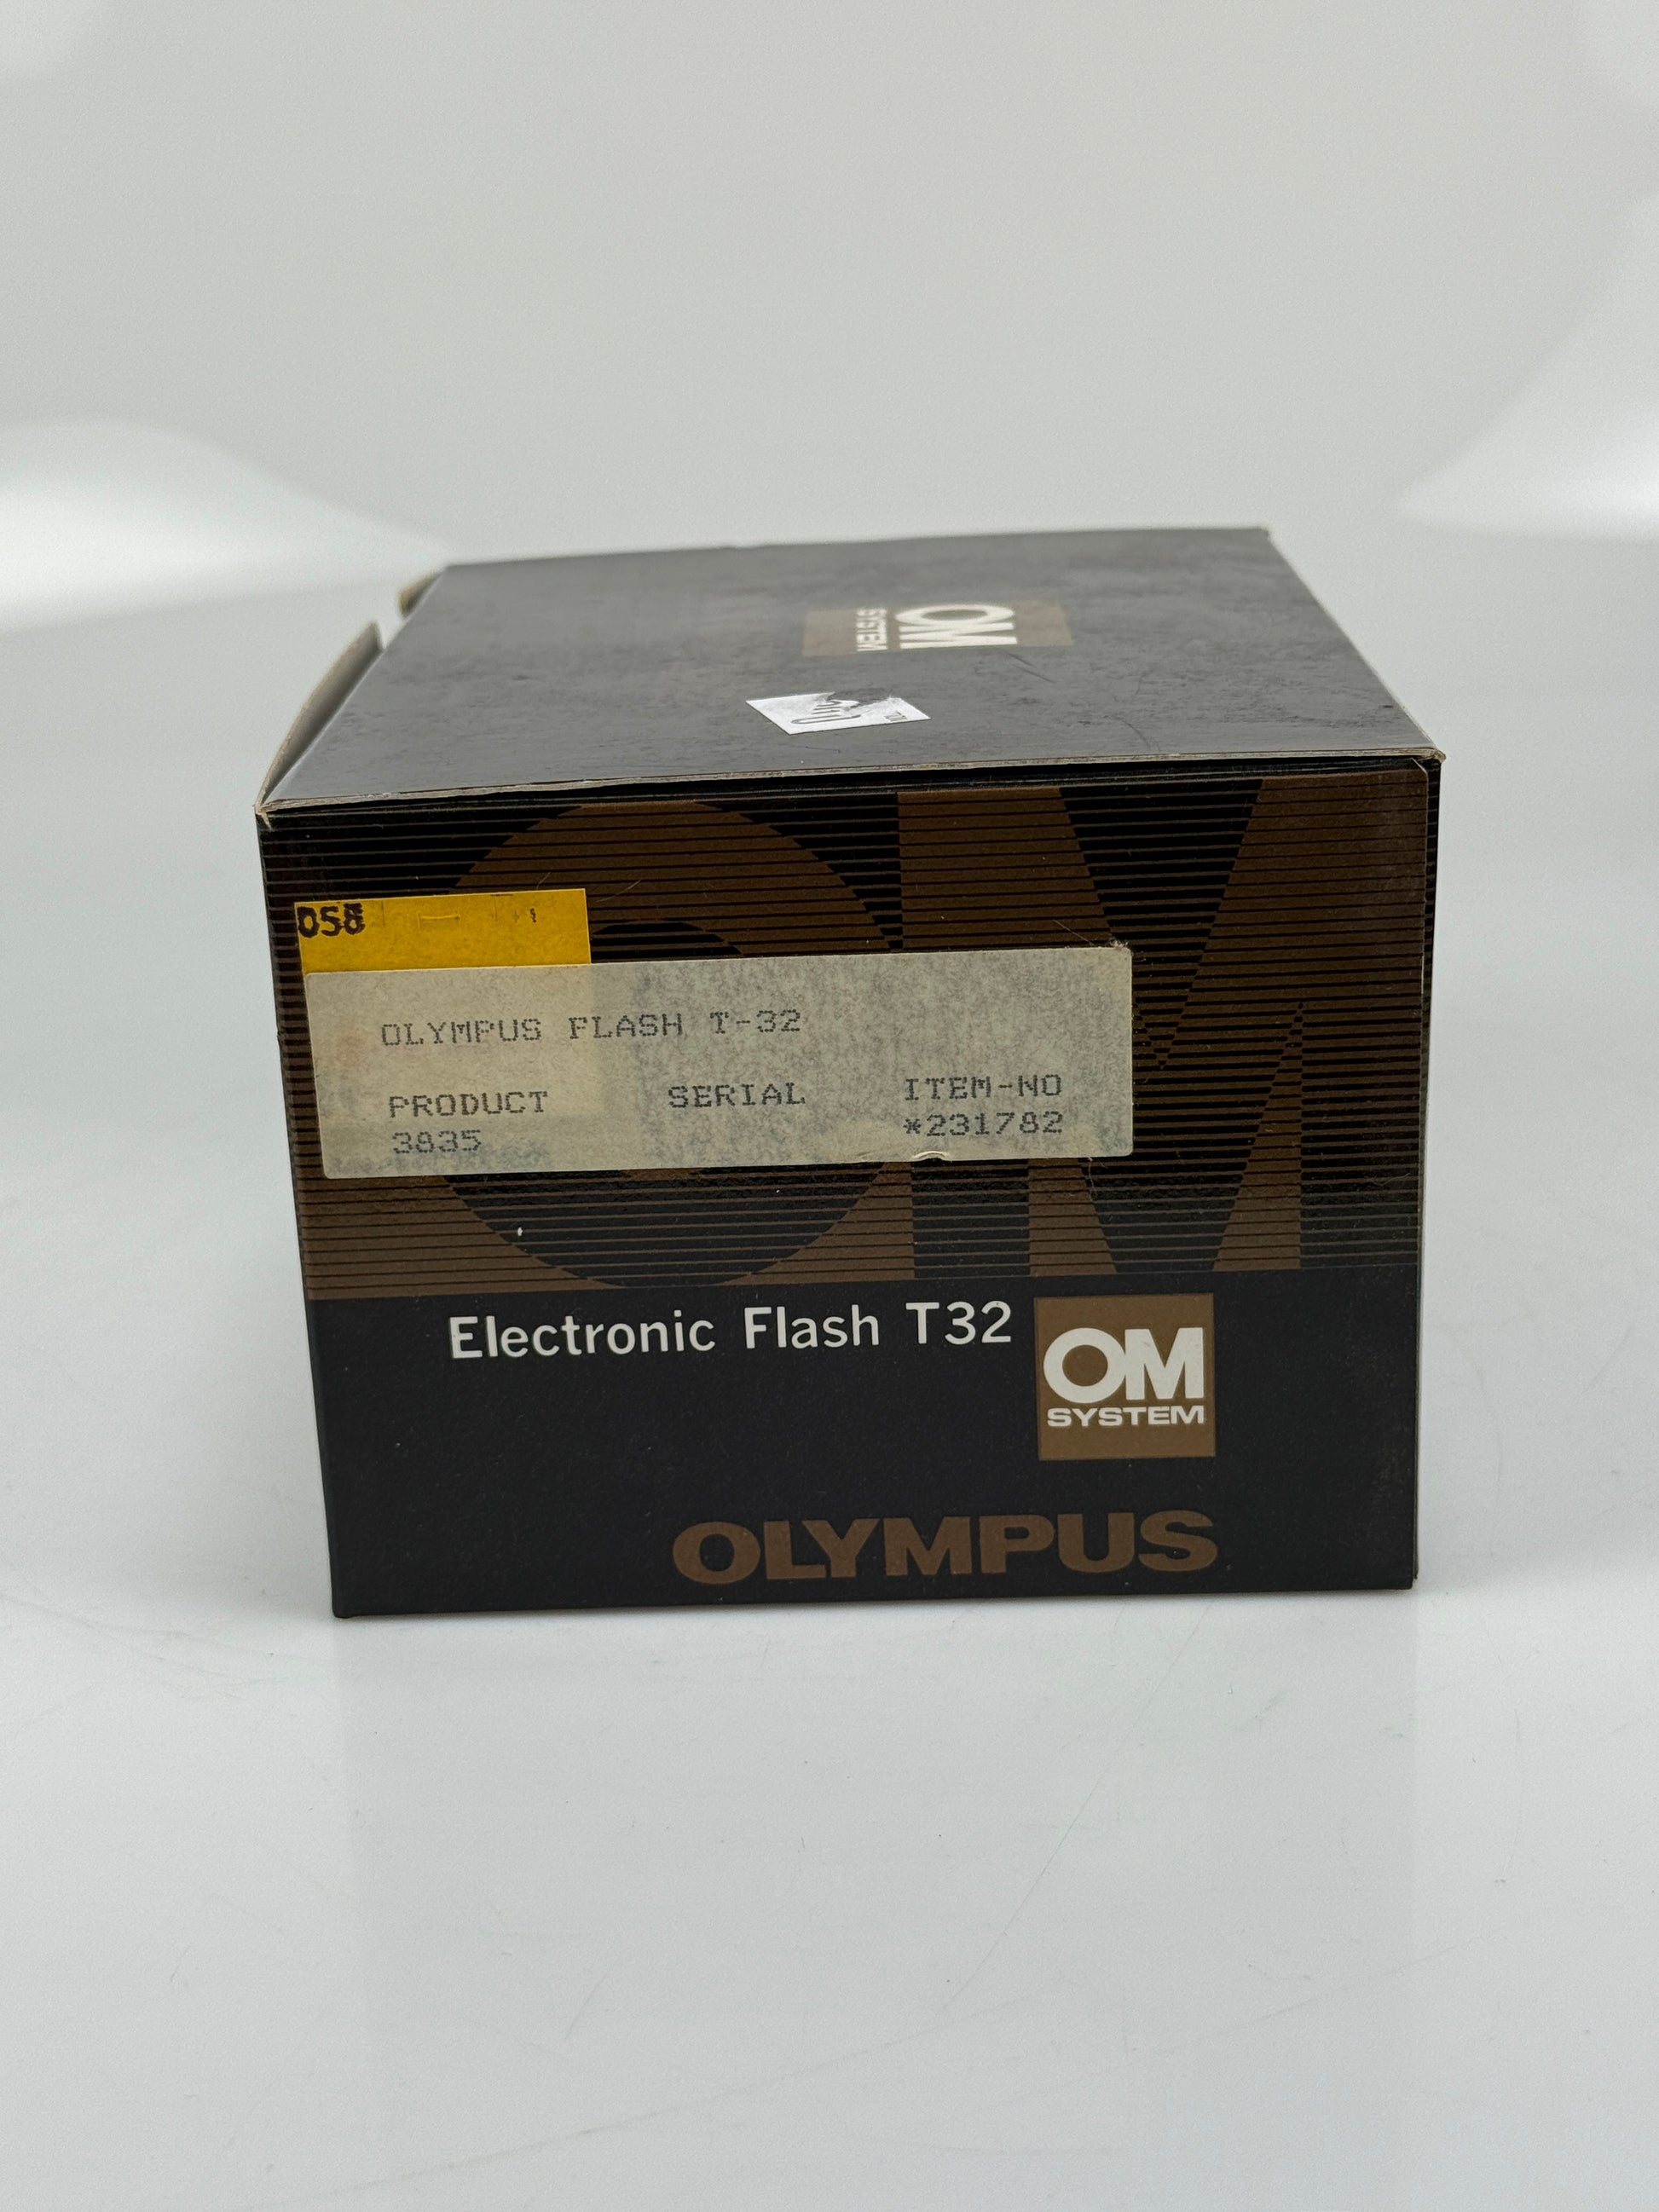 OM
SYSTEM
058
OLYMPUS FLASH T-32
PRODUCT SERIAL ITEM-NO
3835 *231782
Electronic Flash T32
OM
SYSTEM
OLYMPUS